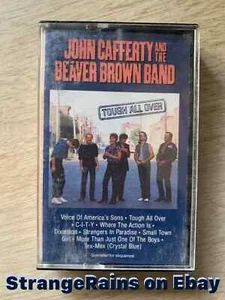 JOHN CAFFERTY AND THE
BEAVER BROWN BAND
TOUGH ALL OVER
Voice Of America's Sons • Tough All Over
• C-I-T-Y • Where The Action Is
Dixieland • Strangers In Paradise • Small Town
Girl • More Than Just One Of The Boys •
Tex-Mex (Crystal Blue)
StrangeRains on Ebay